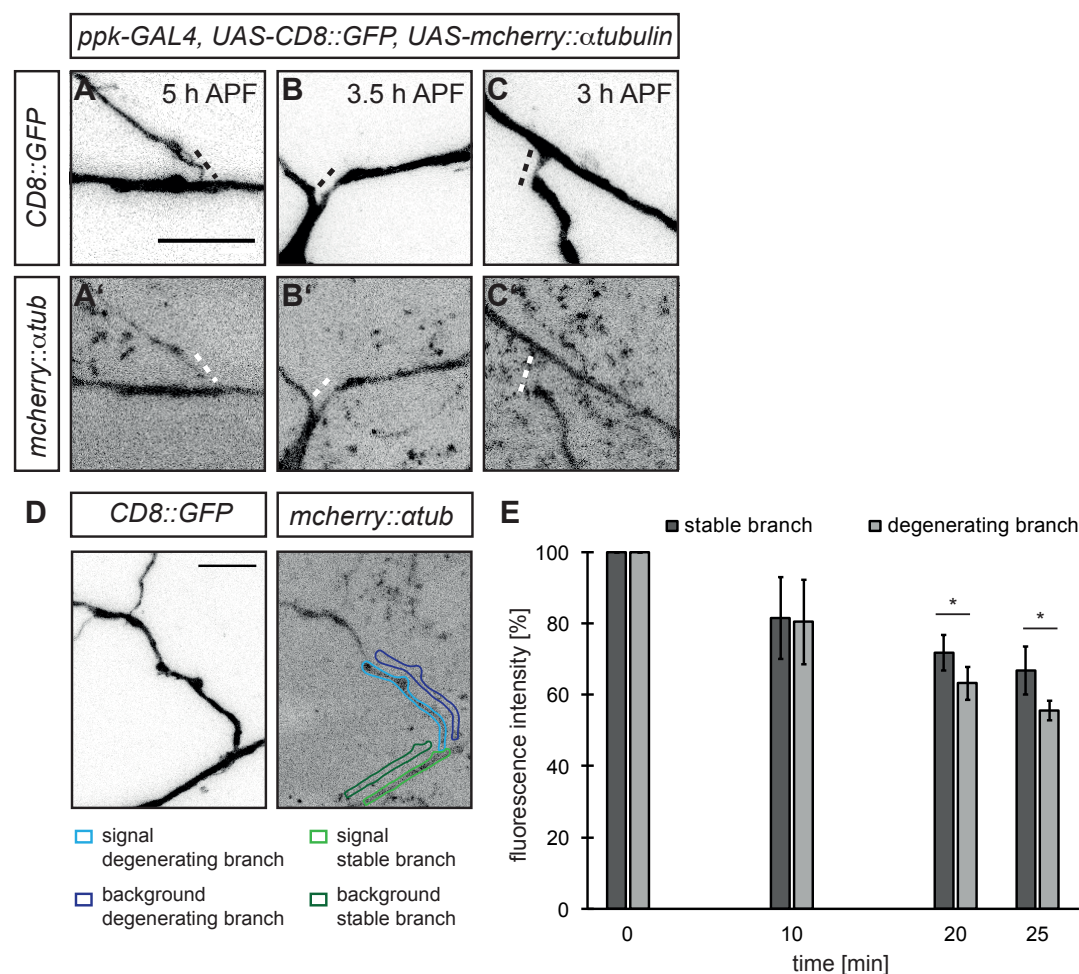 ppk-GAL4, UAS-CD8::GFP, UAS-mcherry::αtubulin
CD8::GFP
A 5 h APF
B 3.5 h APF
C 3 h APF
mcherry::αtub
A'
B'
C'
D
CD8::GFP
mcherry::αtub
signal
degenerating branch
signal
stable branch
background
degenerating branch
background
stable branch
E
stable branch
degenerating branch
fluorescence intensity [%]
100
80
60
40
20
0
*
*
0 10 20 25
time [min]